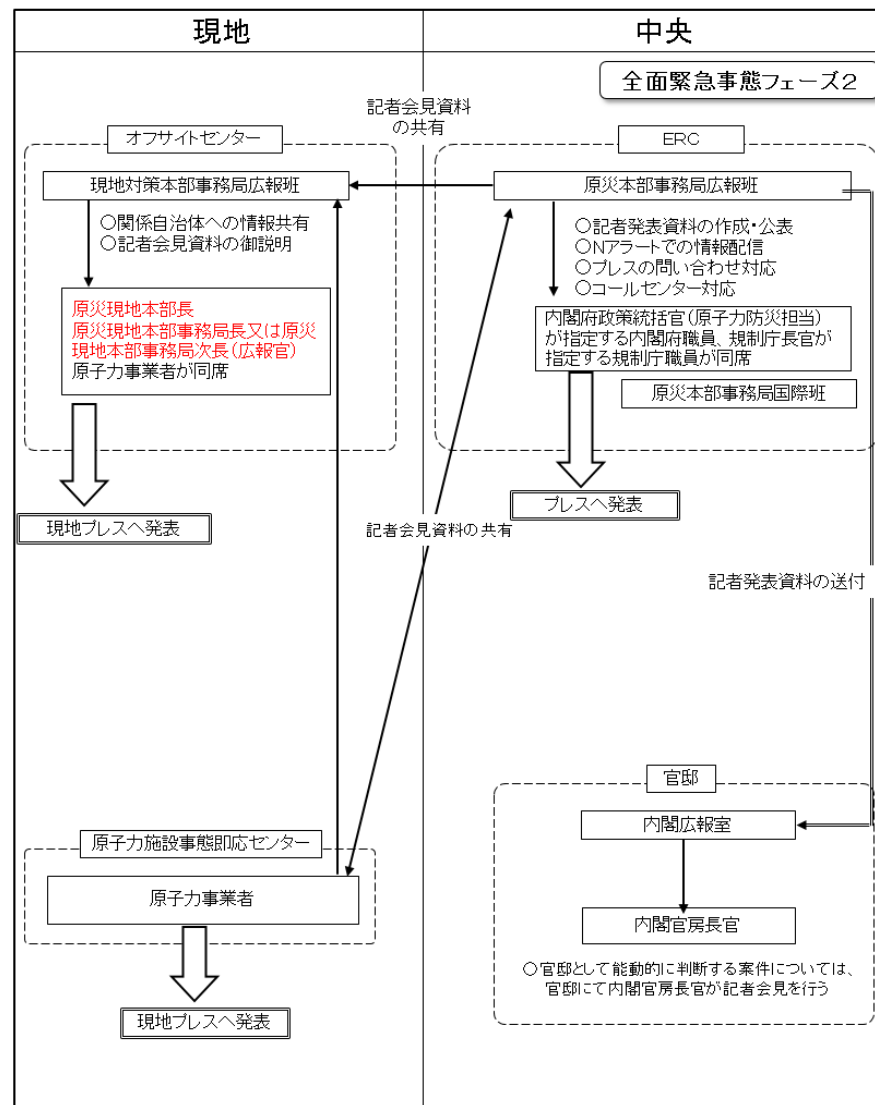 現地
中央
全面緊急事態フェーズ2
記者会見資料
の共有
オフサイトセンター
ERC
現地対策本部事務局広報班
原災本部事務局広報班
○関係自治体への情報共有
○記者会見資料の御説明
○記者発表資料の作成・公表
○Nアラートでの情報配信
○プレスの問い合わせ対応
○コールセンター対応
原災現地本部長
原災現地本部事務局長又は原災
現地本部事務局次長(広報官)
原子力事業者が同席
内閣府政策統括官(原子力防災担当)
が指定する内閣府職員、規制庁長官が
指定する規制庁職員が同席
原災本部事務局国際班
現地プレスへ発表
プレスへ発表
記者会見資料の共有
記者発表資料の送付
官邸
内閣広報室
原子力施設事態即応センター
原子力事業者
内閣官房長官
○官邸として能動的に判断する案件については、
官邸にて内閣官房長官が記者会見を行う
現地プレスへ発表